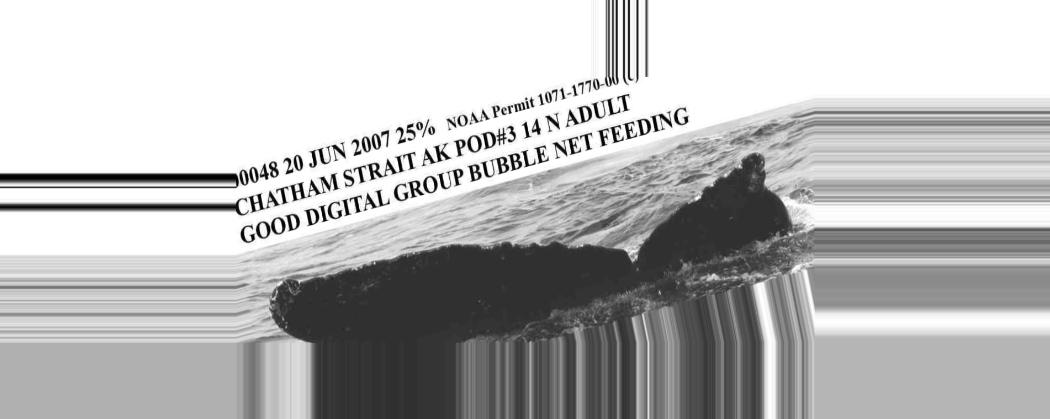 0048 20 JUN 2007 25% NOAA Permit 1071-1770-00 (c)
CHATHAM STRAIT AK POD#3 14 N ADULT
GOOD DIGITAL GROUP BUBBLE NET FEEDING